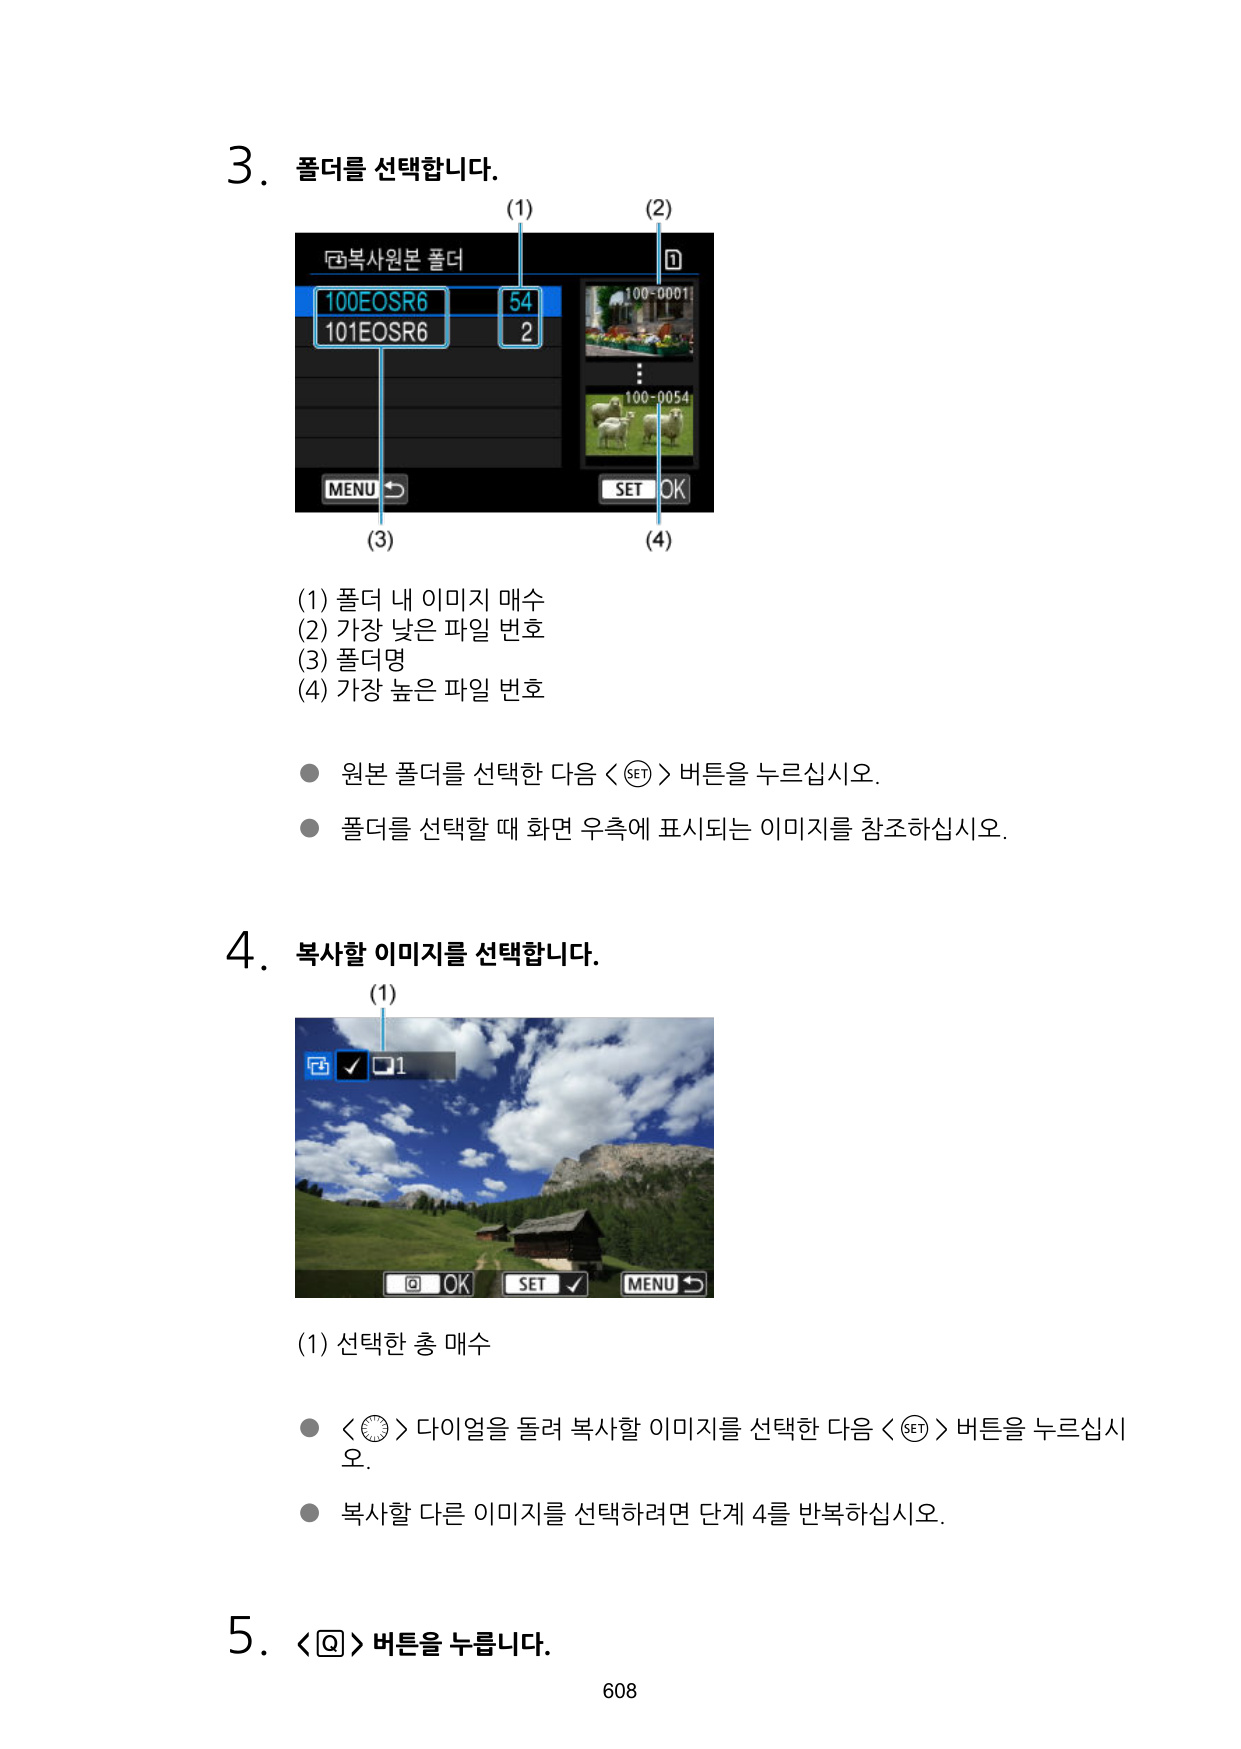 3. 폴더를 선택합니다.
(1) (2)
복사원본 폴더 1
100EOSR6 54
101EOSR6 2
100-0001
100-0054
MENU SET OK
(3) (4)
(1) 폴더 내 이미지 매수
(2) 가장 낮은 파일 번호
(3) 폴더명
(4) 가장 높은 파일 번호
● 원본 폴더를 선택한 다음 < SET > 버튼을 누르십시오.
● 폴더를 선택할 때 화면 우측에 표시되는 이미지를 참조하십시오.
4. 복사할 이미지를 선택합니다.
(1)
1
Q OK SET MENU
(1) 선택한 총 매수
● < > 다이얼을 돌려 복사할 이미지를 선택한 다음 < SET > 버튼을 누르십시
오.
● 복사할 다른 이미지를 선택하려면 단계 4를 반복하십시오.
5. < Q > 버튼을 누릅니다.
608